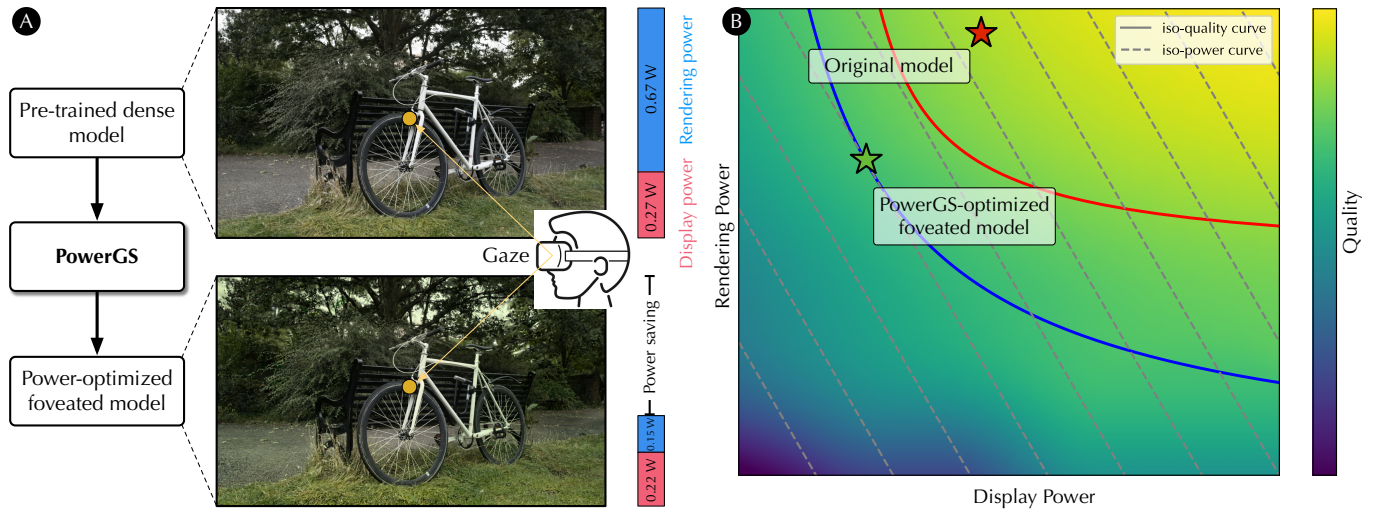 A
Pre-trained dense
model
PowerGS
Power-optimized
foveated model
Gaze
0.67 W
0.27 W
Rendering power
Display power
Power saving
0.15 W
0.22 W
B
iso-quality curve
iso-power curve
Original model
PowerGS-optimized
foveated model
Rendering Power
Display Power
Quality